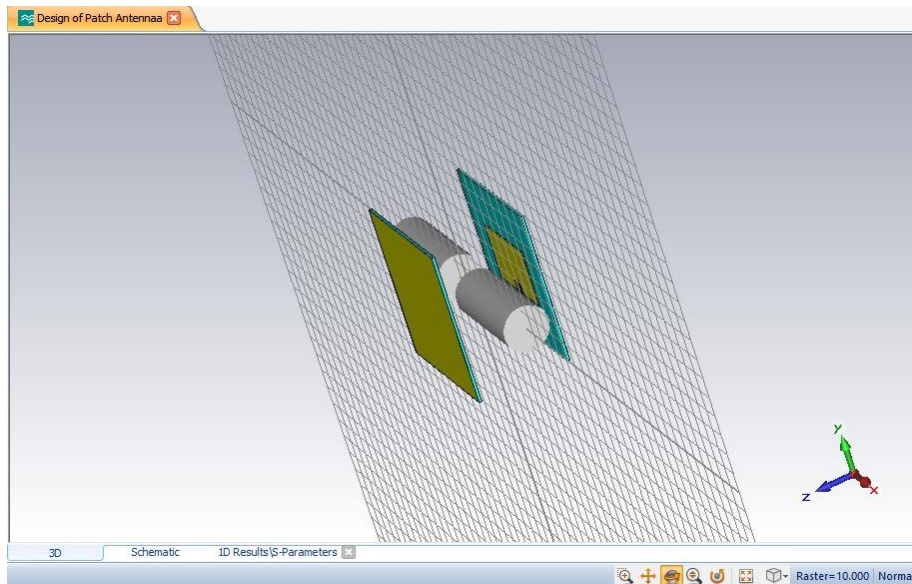 Design of Patch Antennaa
y
z
x
3D Schematic 1D Results\S-Parameters
Raster=10.000 Norma